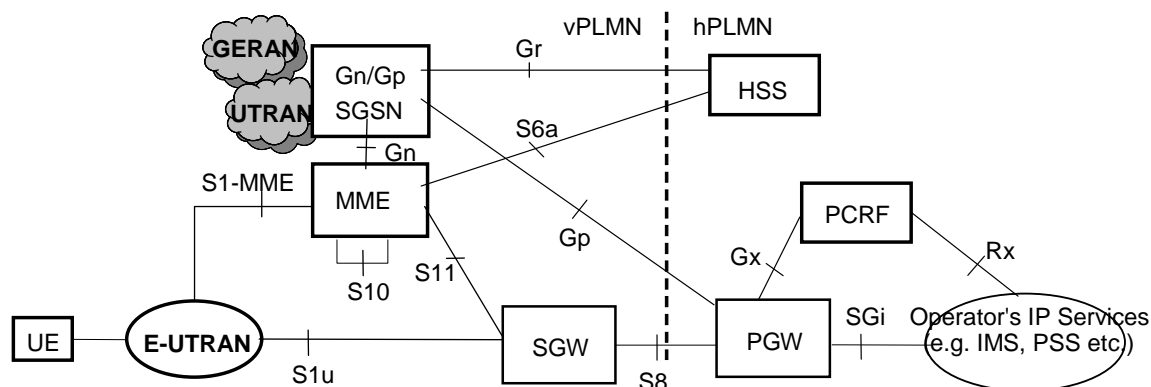 vPLMN
hPLMN
GERAN
Gr
Gn/Gp
SGSN
HSS
UTRAN
S6a
Gn
S1-MME
MME
PCRF
Gp
Gx
Rx
S11
S10
SGi
Operator's IP Services
(e.g. IMS, PSS etc.)
UE
E-UTRAN
SGW
PGW
S1u
S8